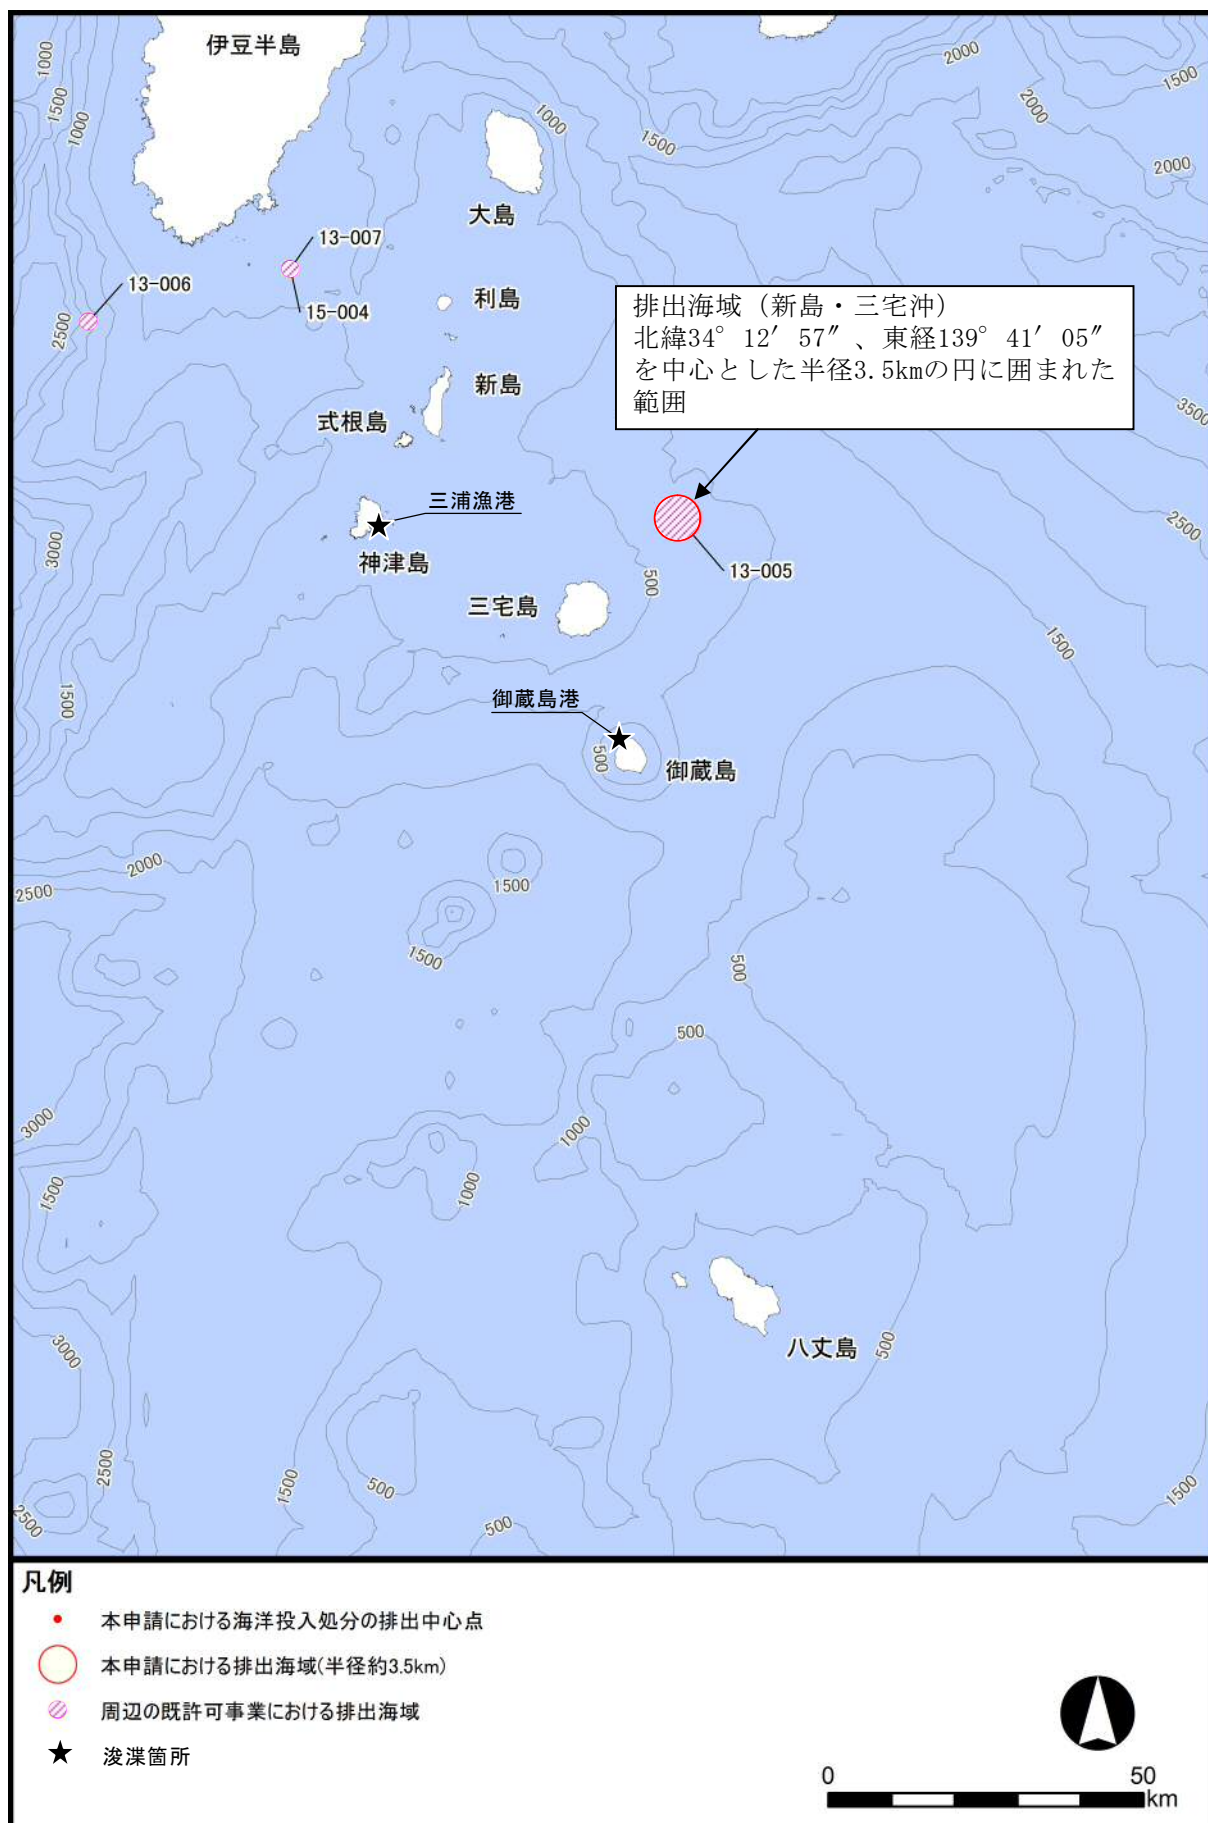 伊豆半島
1000
1500
1000
1000
1500
2000
1500
2000
2000
大島
13-007
13-006
15-004
利島
2500
新島
式根島
排出海域（新島・三宅沖）
北緯34°12′57″、東経139°41′05″
を中心とした半径3.5kmの円に囲まれた
範囲
3500
三浦漁港
神津島
2500
3000
13-005
500
三宅島
1500
1500
御蔵島港
500
御蔵島
2000
2500
1500
1500
500
500
3000
1000
1500
1000
3000
八丈島
500
2500
1500
500
1500
2500
500
凡例
本申請における海洋投入処分の排出中心点
本申請における排出海域(半径約3.5km)
周辺の既許可事業における排出海域
浚渫箇所
0 50
km